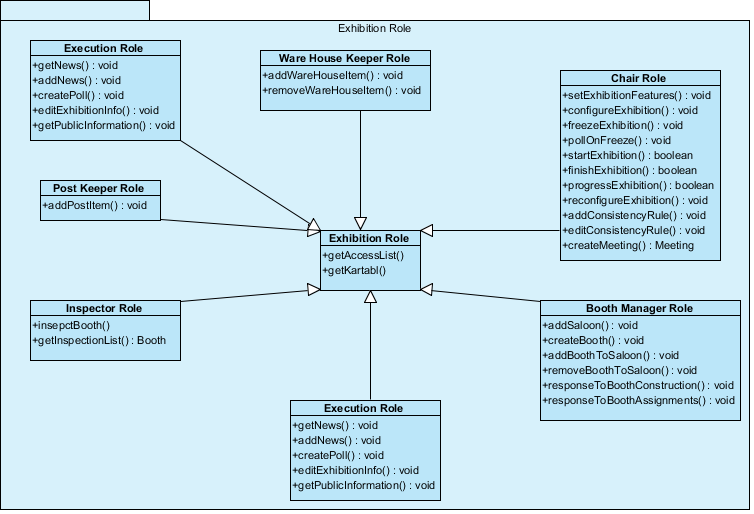 Exhibition Role
Execution Role
+getNews() : void
+addNews() : void
+createPoll() : void
+editExhibitionInfo() : void
+getPublicInformation() : void
Ware House Keeper Role
+addWareHouseItem() : void
+removeWareHouseItem() : void
Chair Role
+setExhibitionFeatures() : void
+configureExhibition() : void
+freezeExhibition() : void
+pollOnFreeze() : void
+startExhibition() : boolean
+finishExhibition() : boolean
+progressExhibition() : boolean
+reconfigureExhibition() : void
+addConsistencyRule() : void
+editConsistencyRule() : void
+createMeeting() : Meeting
Post Keeper Role
+addPostItem() : void
Exhibition Role
+getAccessList()
+getKartabl()
Inspector Role
+insepctBooth()
+getInspectionList() : Booth
Booth Manager Role
+addSaloon() : void
+createBooth() : void
+addBoothToSaloon() : void
+removeBoothToSaloon() : void
+responseToBoothConstruction() : void
+responseToBoothAssignments() : void
Execution Role
+getNews() : void
+addNews() : void
+createPoll() : void
+editExhibitionInfo() : void
+getPublicInformation() : void